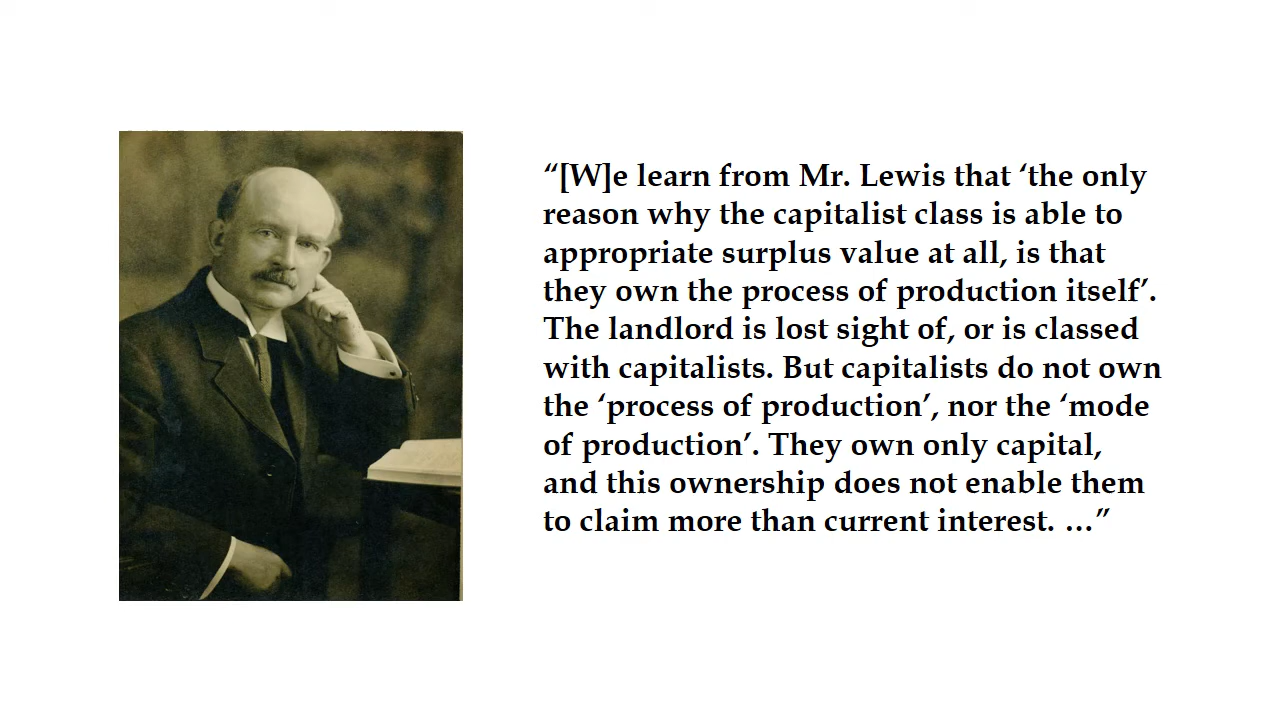 “[W]e learn from Mr. Lewis that ‘the only
reason why the capitalist class is able to
appropriate surplus value at all, is that
they own the process of production itself’.
The landlord is lost sight of, or is classed
with capitalists. But capitalists do not own
the ‘process of production’, nor the ‘mode
of production’. They own only capital,
and this ownership does not enable them
to claim more than current interest. …”